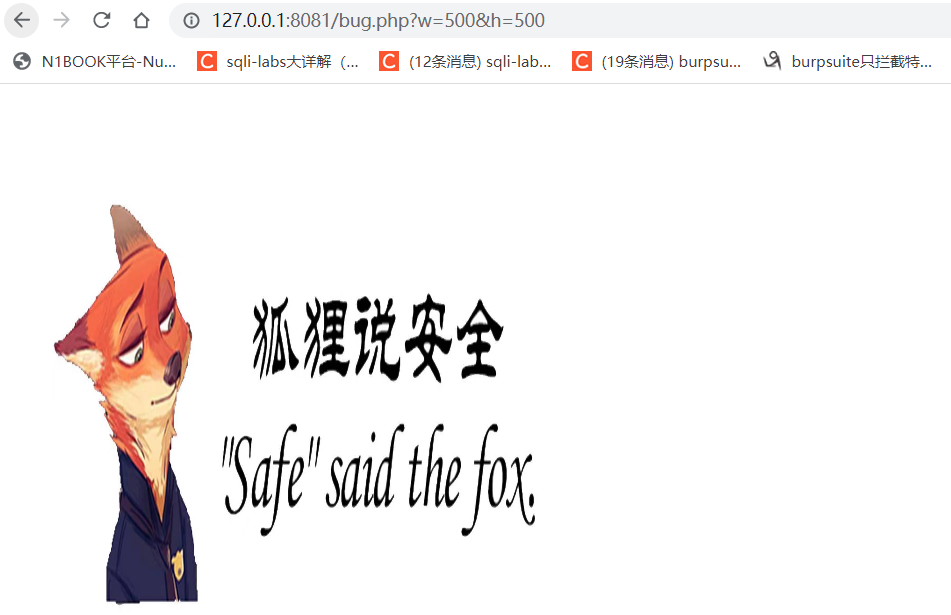 127.0.0.1:8081/bug.php?w=500&h=500
N1BOOK平台-Nu... sqli-labs大详解（... (12条消息) sqli-lab... (19条消息) burpsu... burpsuite只拦截特...
狐狸说安全
"Safe" said the fox.